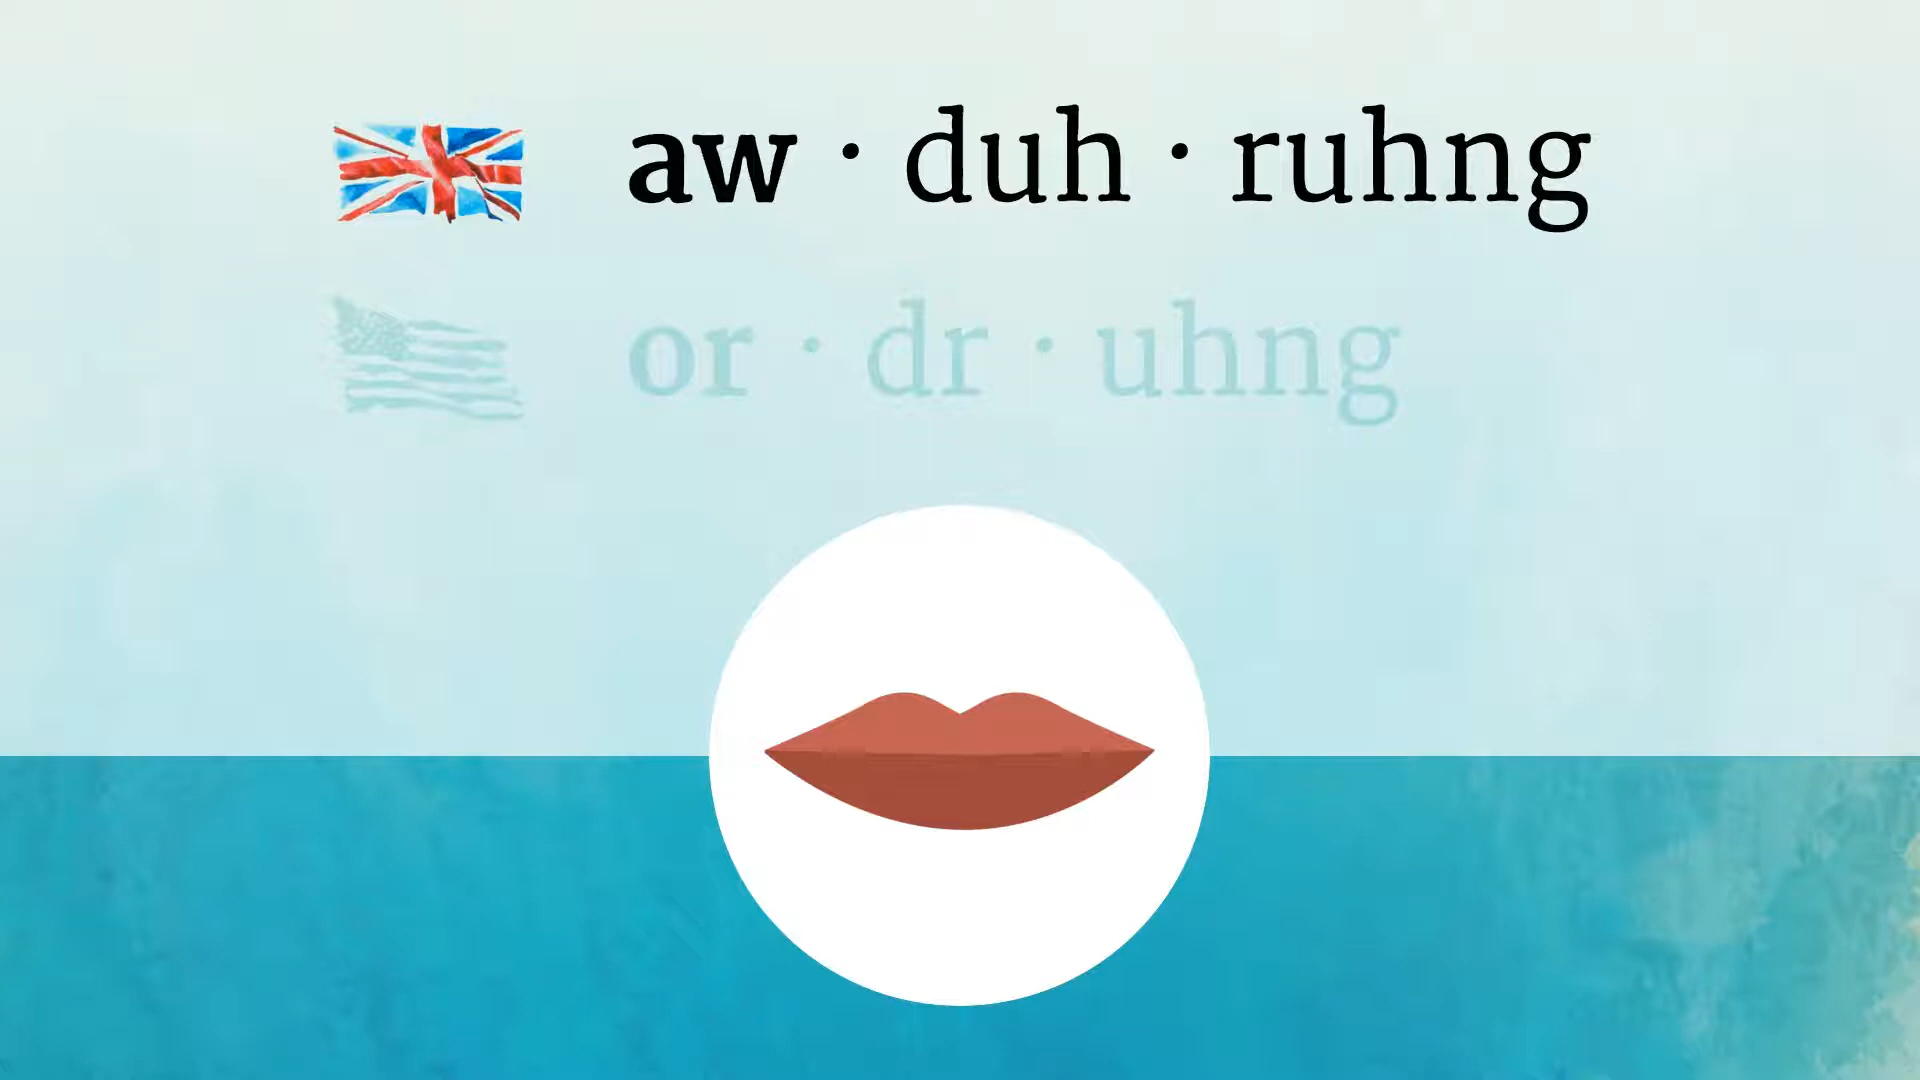 aw · duh · ruhng
or · dr · uhng